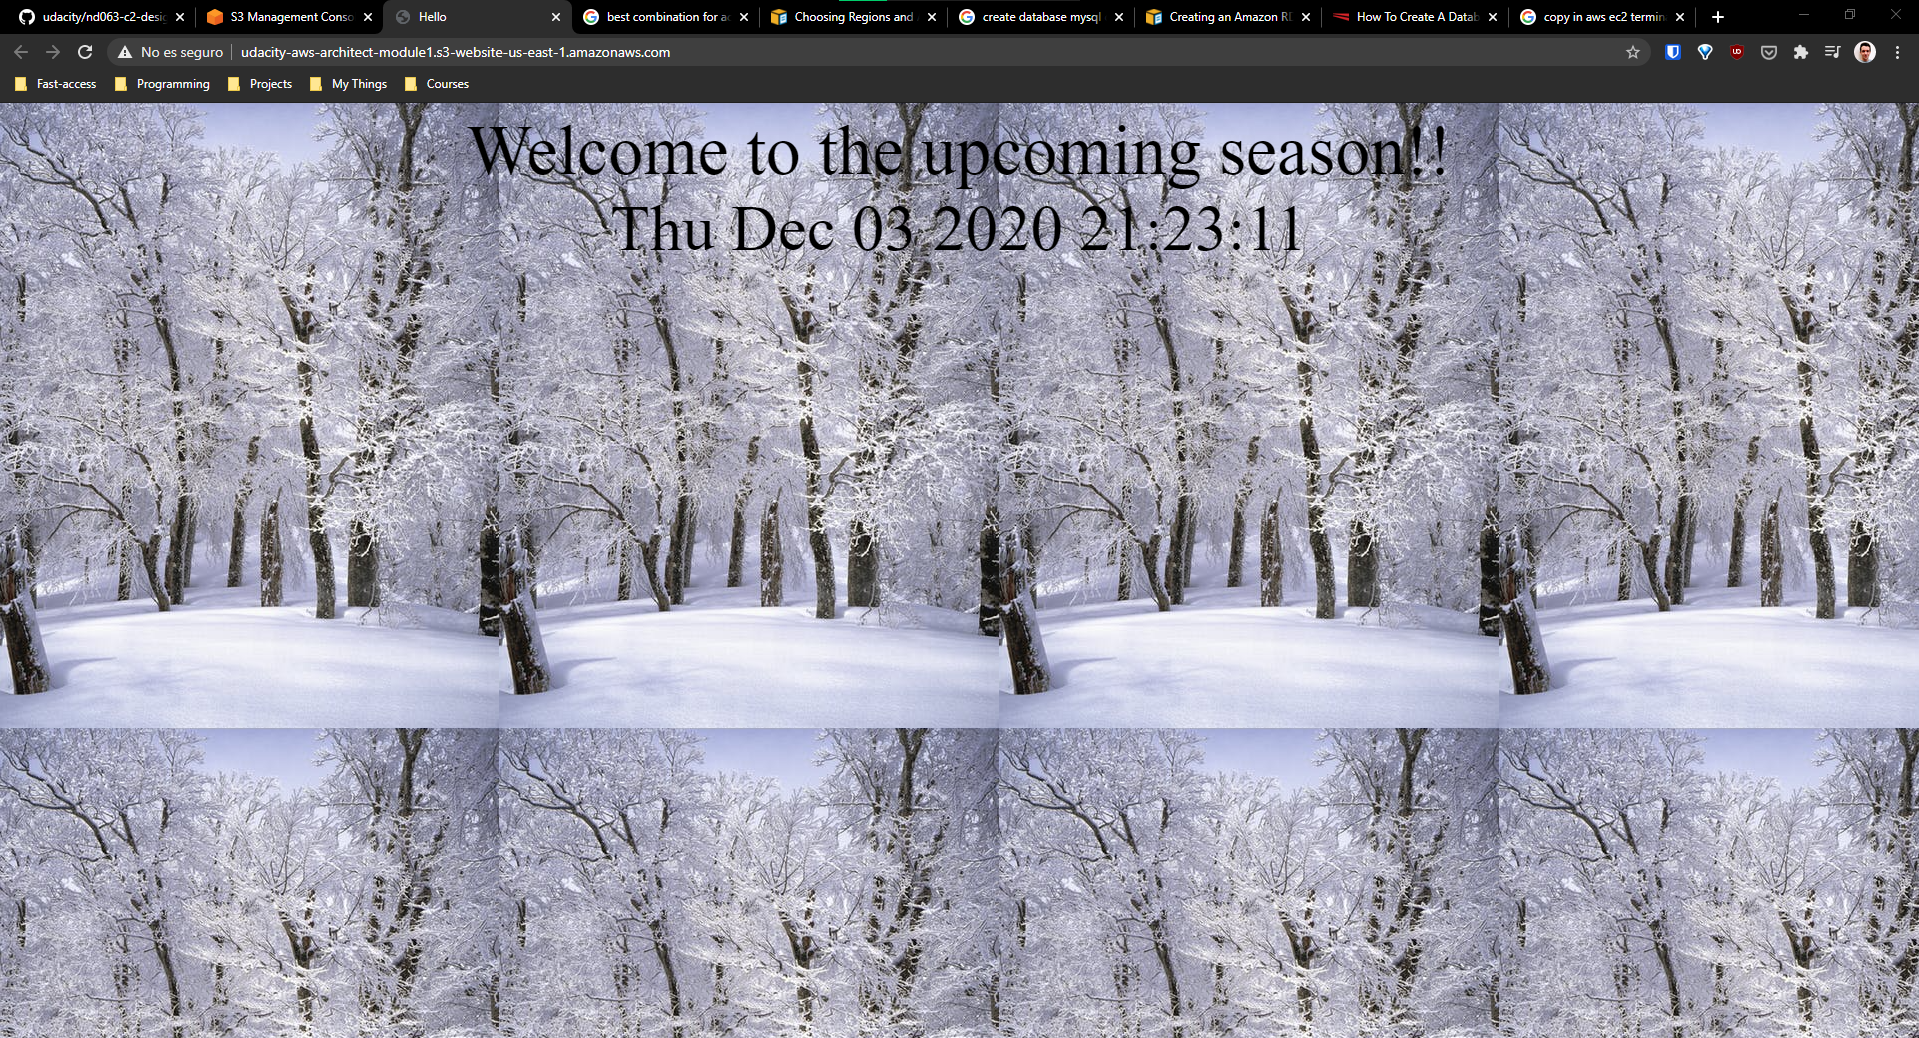 udacity/nd063-c2-desig
S3 Management Conso
Hello
best combination for ac
Choosing Regions and
create database mysql
Creating an Amazon RD
How To Create A Datab
copy in aws ec2 termin
No es seguro
udacity-aws-architect-module1.s3-website-us-east-1.amazonaws.com
Fast-access
Programming
Projects
My Things
Courses
Welcome to the upcoming season!!
Thu Dec 03 2020 21:23:11